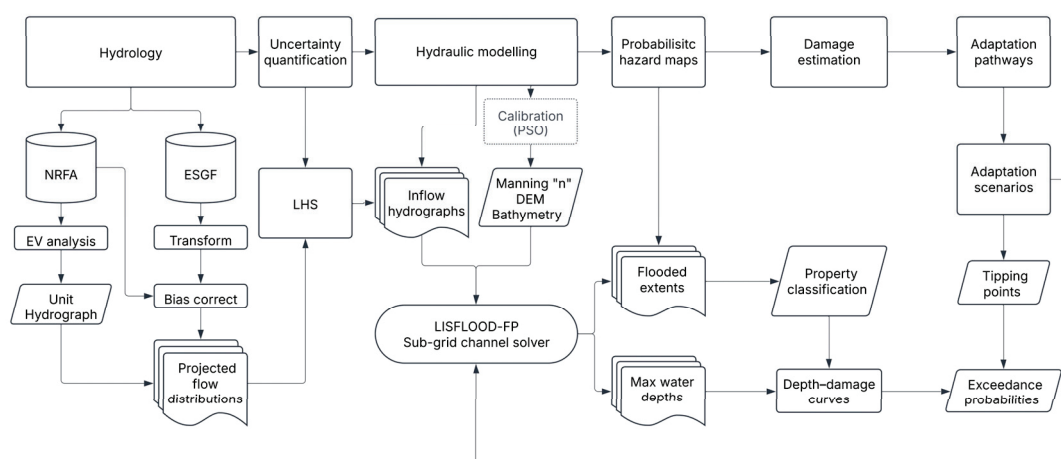 Hydrology
Uncertainty
quantification
Hydraulic modelling
Probabilisitc
hazard maps
Damage
estimation
Adaptation
pathways
NRFA
ESGF
EV analysis
Transform
Unit
Hydrograph
Bias correct
Projected
flow
distributions
LHS
Calibration
(PSO)
Inflow
hydrographs
Manning "n"
DEM
Bathymetry
LISFLOOD-FP
Sub-grid channel solver
Flooded
extents
Max water
depths
Property
classification
Depth–damage
curves
Adaptation
scenarios
Tipping
points
Exceedance
probabilities